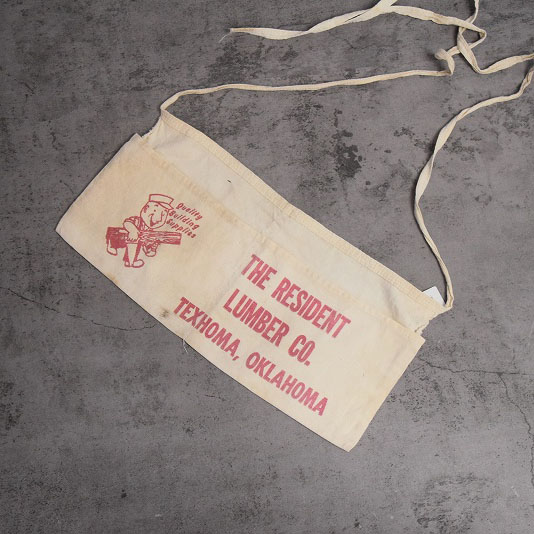 Quality
Building
Supplies
THE RESIDENT
LUMBER CO.
TEXHOMA, OKLAHOMA